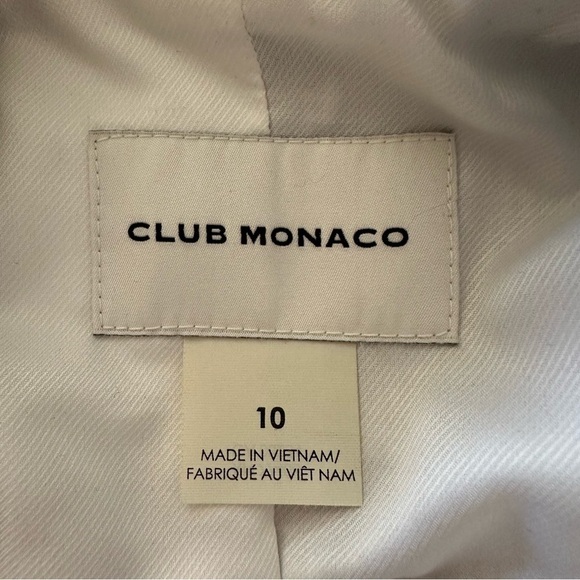 CLUB MONACO
10
MADE IN VIETNAM/
FABRIQUÉ AU VIÊT NAM